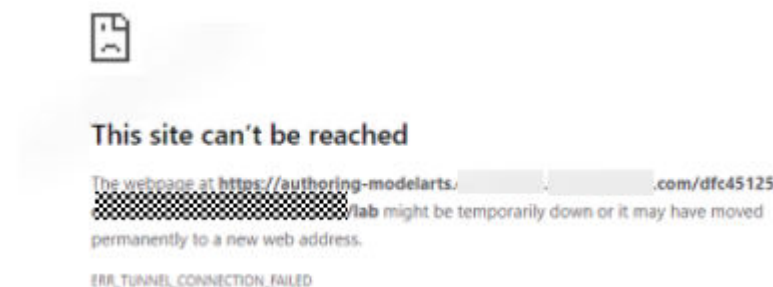 This site can't be reached
The webpage at https://authoring-modelarts. . .com/dfc45125
/lab might be temporarily down or it may have moved
permanently to a new web address.
ERR_TUNNEL_CONNECTION_FAILED